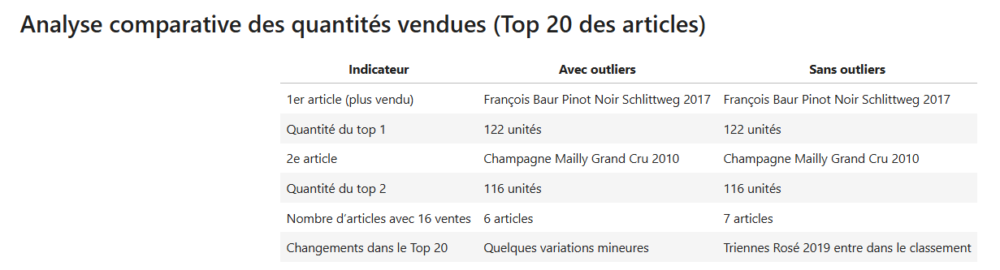 Analyse comparative des quantités vendues (Top 20 des articles)
Indicateur Avec outliers Sans outliers
1er article (plus vendu) François Baur Pinot Noir Schlittweg 2017 François Baur Pinot Noir Schlittweg 2017
Quantité du top 1 122 unités 122 unités
2e article Champagne Mailly Grand Cru 2010 Champagne Mailly Grand Cru 2010
Quantité du top 2 116 unités 116 unités
Nombre d’articles avec 16 ventes 6 articles 7 articles
Changements dans le Top 20 Quelques variations mineures Triennes Rosé 2019 entre dans le classement